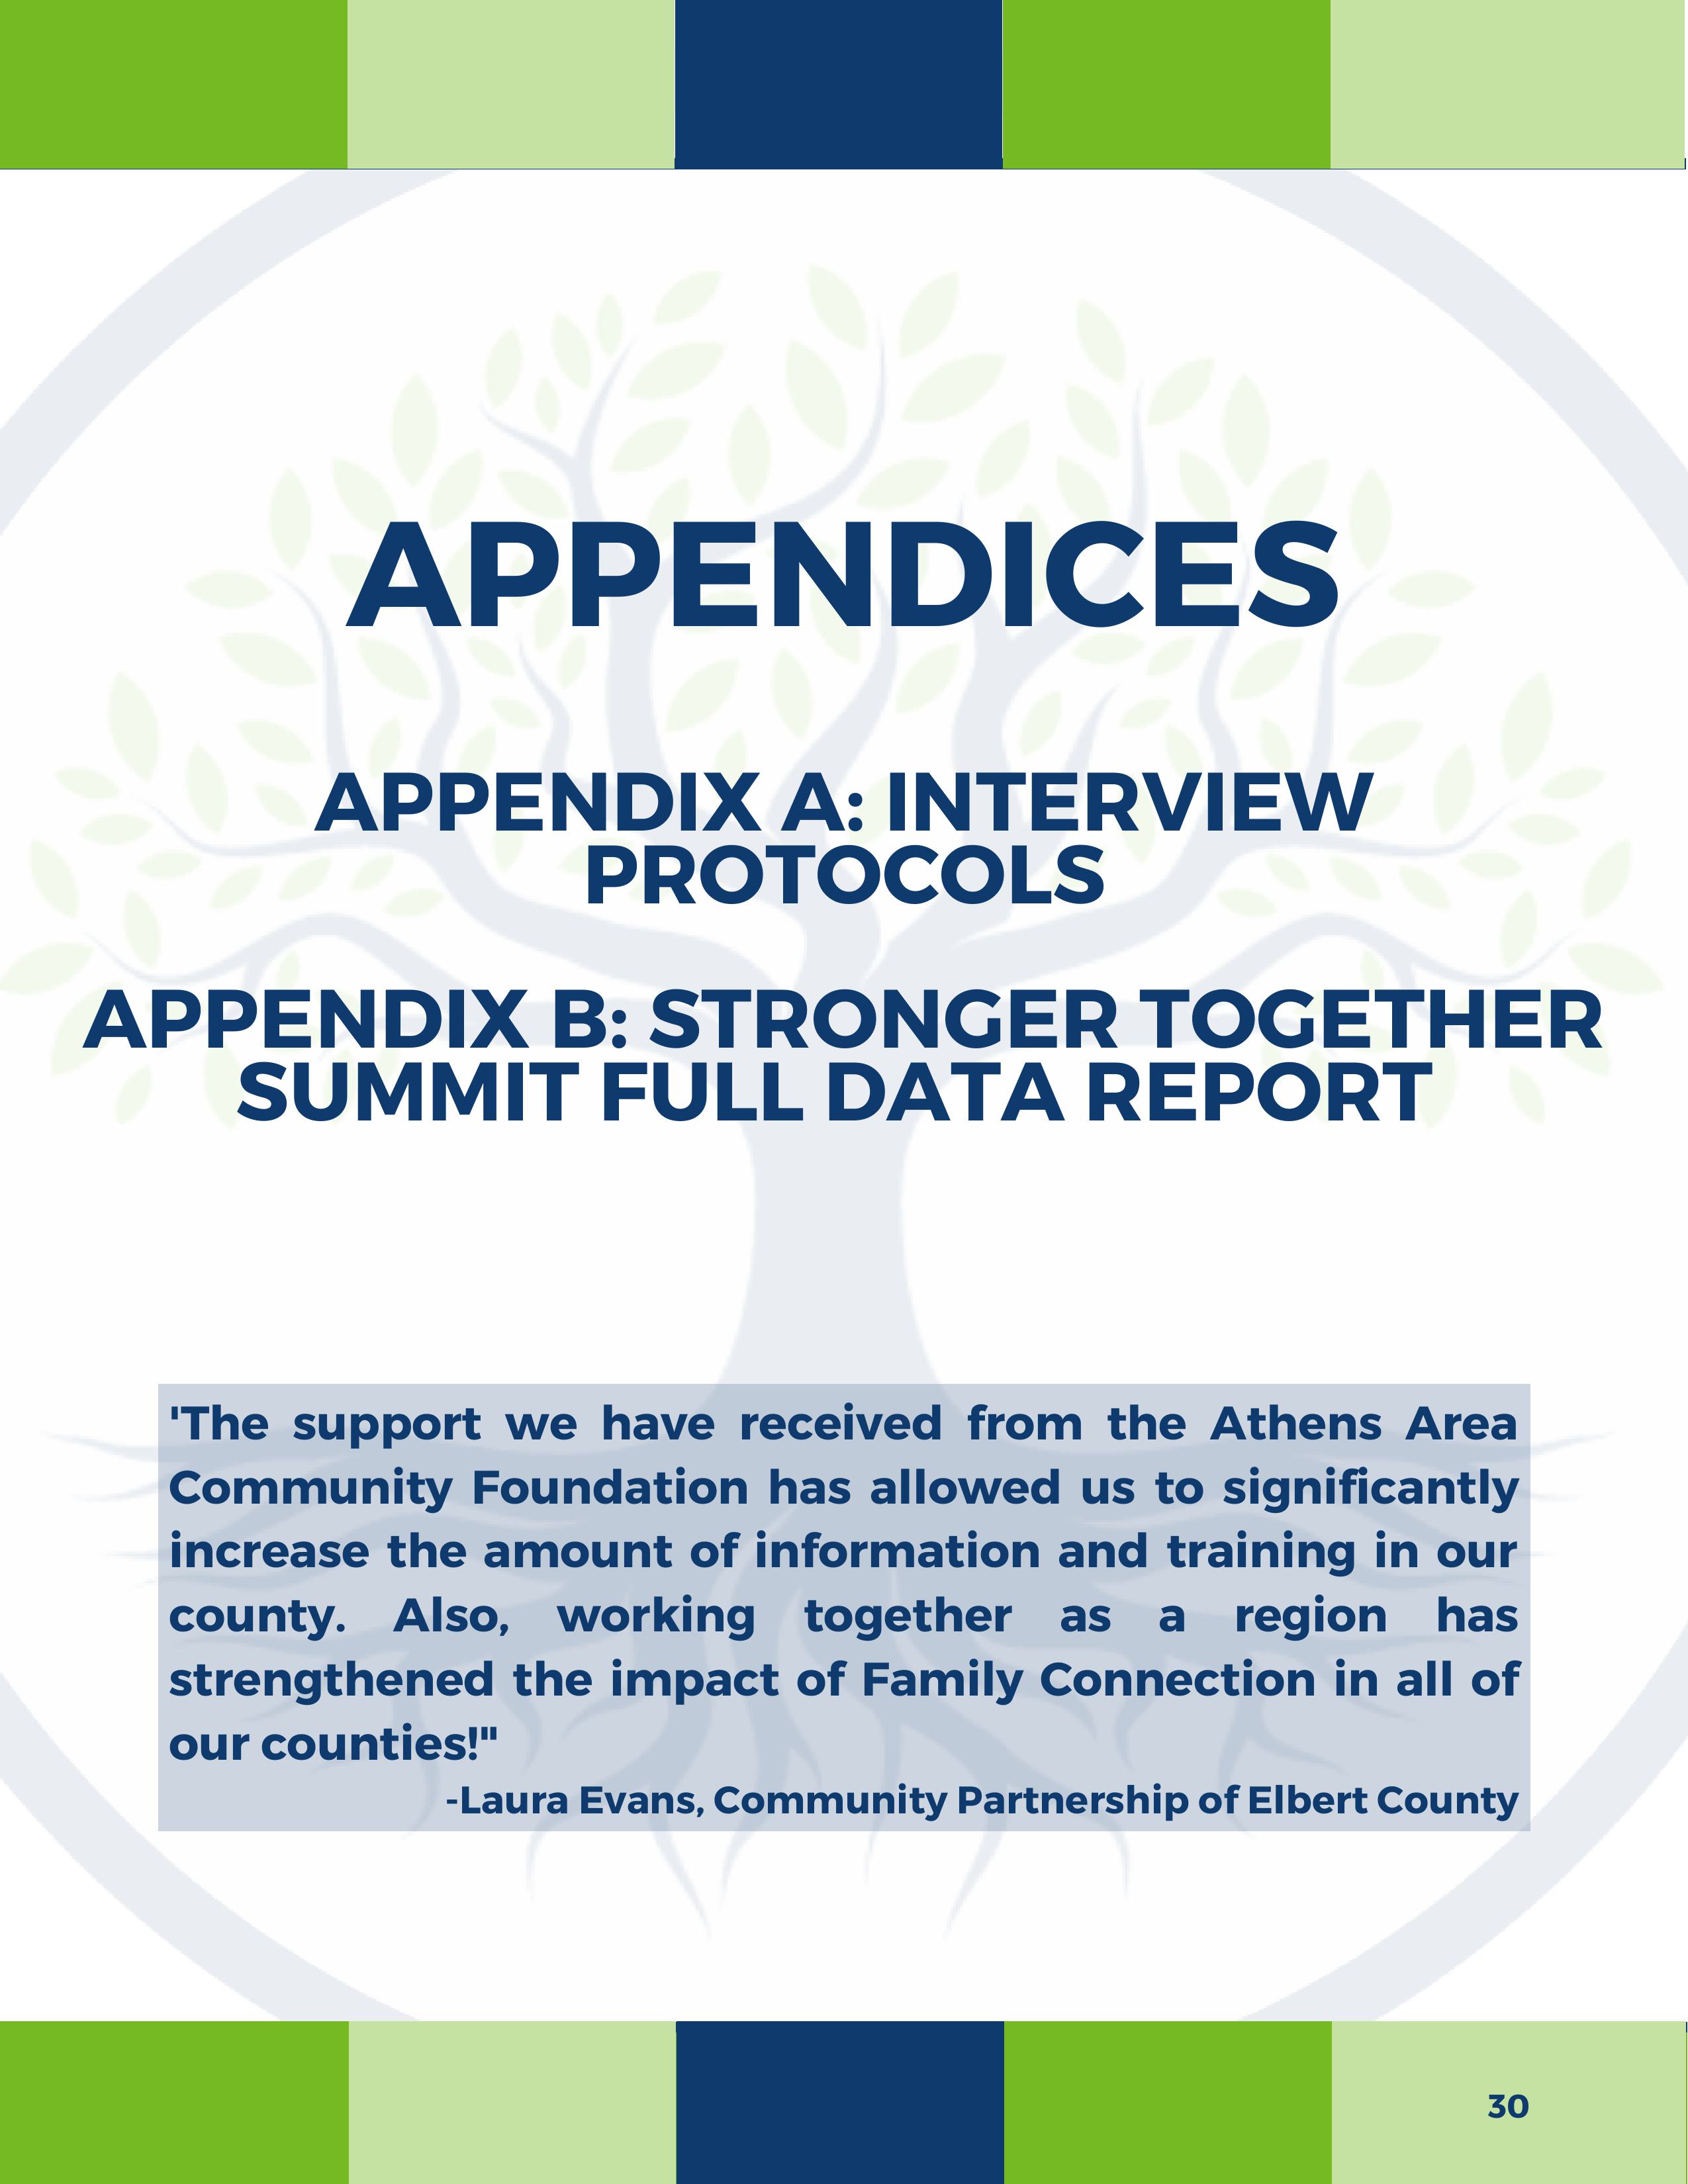 APPENDICES
APPENDIX A: INTERVIEW
PROTOCOLS
APPENDIX B: STRONGER TOGETHER
SUMMIT FULL DATA REPORT
'The support we have received from the Athens Area
Community Foundation has allowed us to significantly
increase the amount of information and training in our
county. Also, working together as a region has
strengthened the impact of Family Connection in all of
our counties!"
-Laura Evans, Community Partnership of Elbert County
30